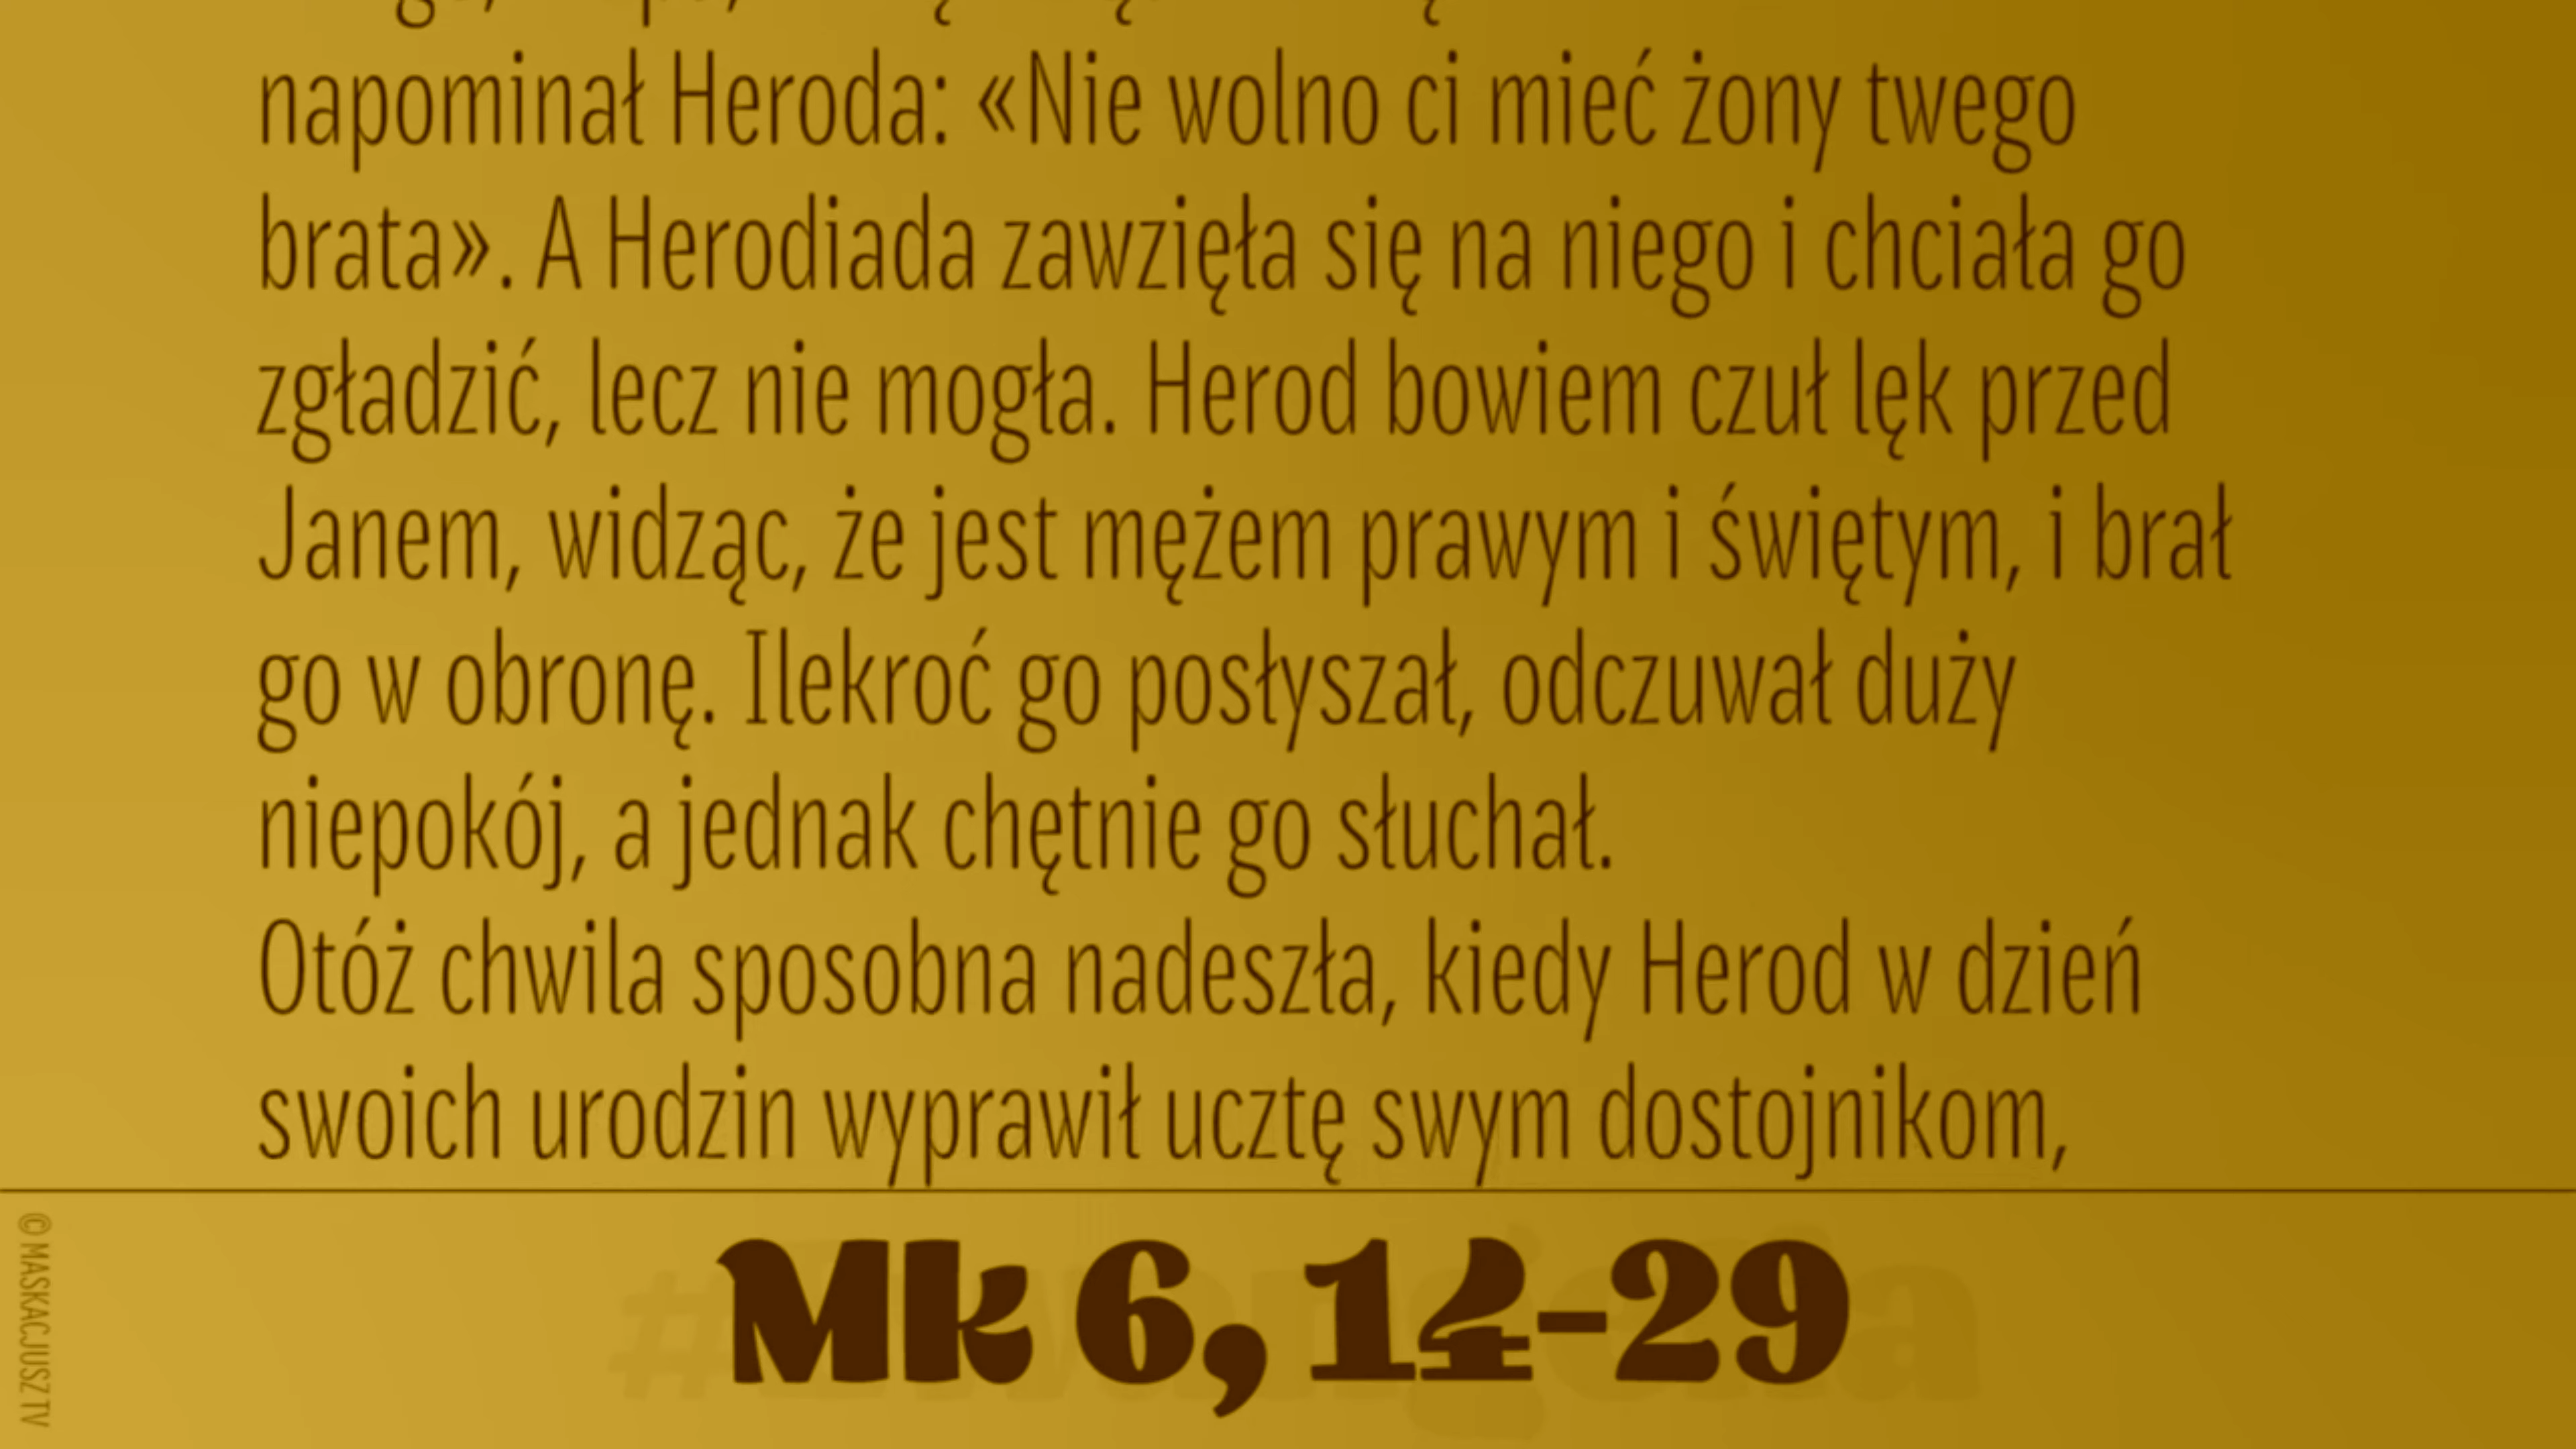 napominał Heroda: «Nie wolno ci mieć żony twego
brata». A Herodiada zawzięła się na niego i chciała go
zgładzić, lecz nie mogła. Herod bowiem czuł lęk przed
Janem, widząc, że jest mężem prawym i świętym, i brał
go w obronę. Ilekroć go posłyszał, odczuwał duży
niepokój, a jednak chętnie go słuchał.
Otóż chwila sposobna nadeszła, kiedy Herod w dzień
swoich urodzin wyprawił ucztę swym dostojnikom,
Mk 6, 14-29
© MASKACJUSZ TV